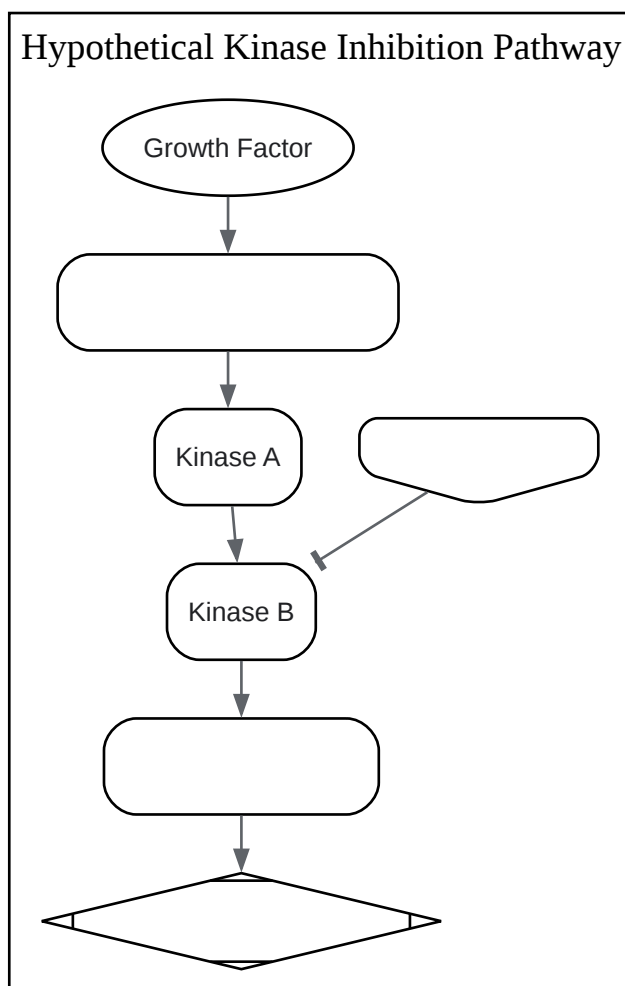 Hypothetical Kinase Inhibition Pathway
Growth Factor
Kinase A
Kinase B